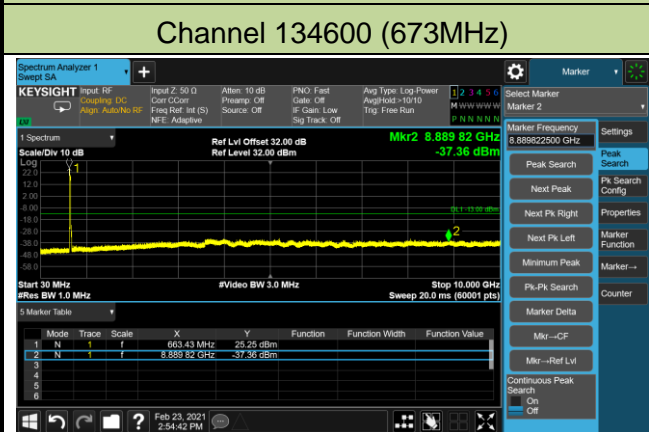 Channel 134600 (673MHz)
Spectrum Analyzer 1
Swept SA
+
Marker
KEYSIGHT
Input: RF
Coupling: DC
Align: Auto/No RF
Input Z: 50 Ω
Corr CCorr
Freq Ref: Int (S)
NFE: Adaptive
Atten: 10 dB
Preamp: Off
Source: Off
PNO: Fast
Gate: Off
IF Gain: Low
Sig Track: Off
Avg Type: Log-Power
Avg|Hold:>10/10
Trig: Free Run
1 2 3 4 5 6
M W W W W W
P N N N N N
LW
Select Marker
Marker 2
Marker Frequency
8.889822500 GHz
Peak Search
Next Peak
Next Pk Right
Next Pk Left
Minimum Peak
Pk-Pk Search
Marker Delta
Mkr→CF
Mkr→Ref Lvl
Continuous Peak Search
On
Off
Settings
Peak Search
Pk Search Config
Properties
Marker Function
Marker→
Counter
1 Spectrum
Scale/Div 10 dB
Ref Lvl Offset 32.00 dB
Ref Level 32.00 dBm
Mkr2 8.889 82 GHz
-37.36 dBm
Log
22.0
12.0
2.00
-8.00
-18.0
-28.0
-38.0
-48.0
-58.0
1
DL1 -13.00 dBm
2
Start 30 MHz
#Res BW 1.0 MHz
#Video BW 3.0 MHz
Stop 10.000 GHz
Sweep 20.0 ms (60001 pts)
5 Marker Table
Mode Trace Scale X Y Function Function Width Function Value
1 N 1 f 663.43 MHz 25.25 dBm
2 N 1 f 8.889 82 GHz -37.36 dBm
3
4
5
6
?
Feb 23, 2021
2:54:42 PM